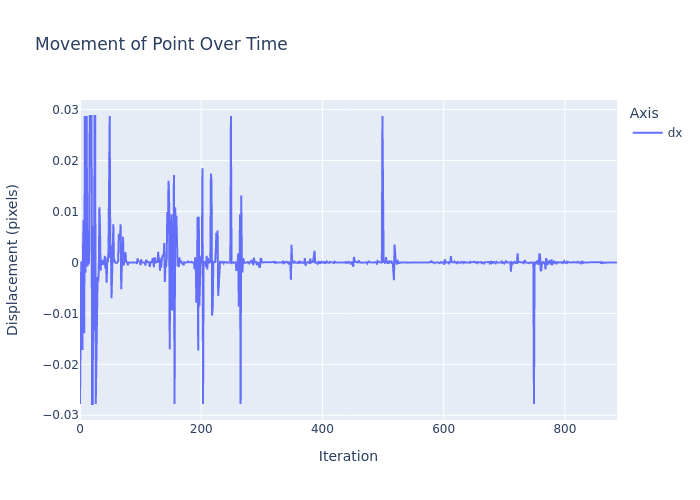 Movement of Point Over Time
Axis
dx
Displacement (pixels)
0.03
0.02
0.01
0
−0.01
−0.02
−0.03
0 200 400 600 800
Iteration